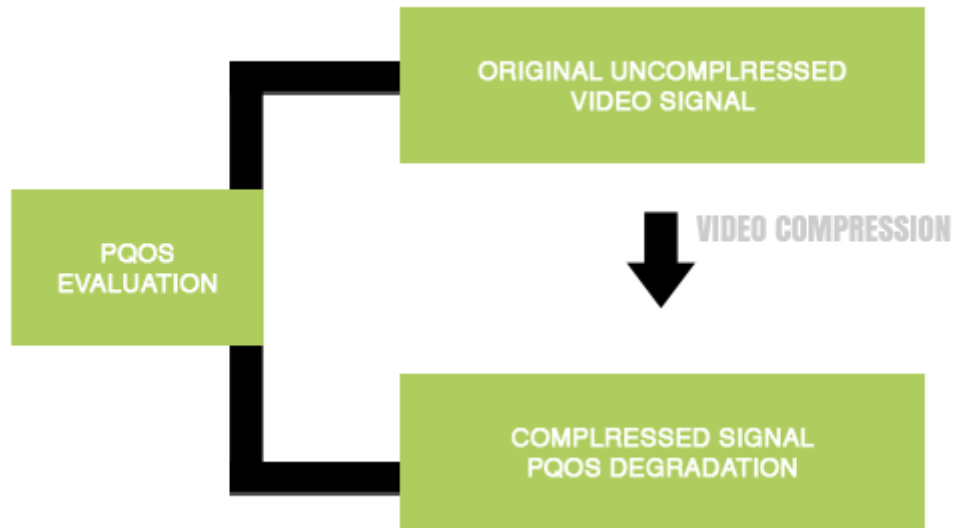 ORIGINAL UNCOMPLRESSED
VIDEO SIGNAL
VIDEO COMPRESSION
PQOS
EVALUATION
COMPLRESSED SIGNAL
PQOS DEGRADATION